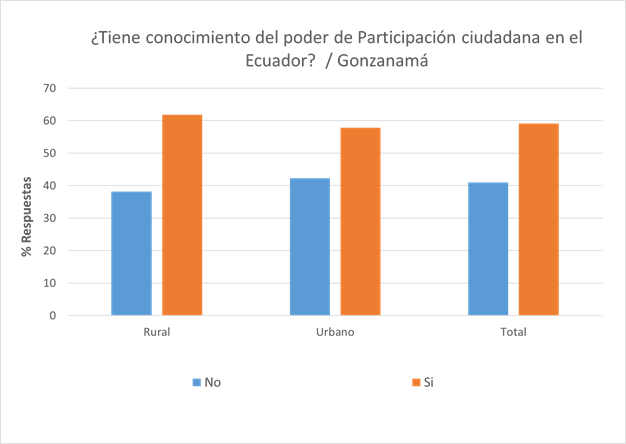 ¿Tiene conocimiento del poder de Participación ciudadana en el
Ecuador?  / Gonzanamá
70
60
50
40
30
20
10
0
% Respuestas
Rural
Urbano
Total
No
Si